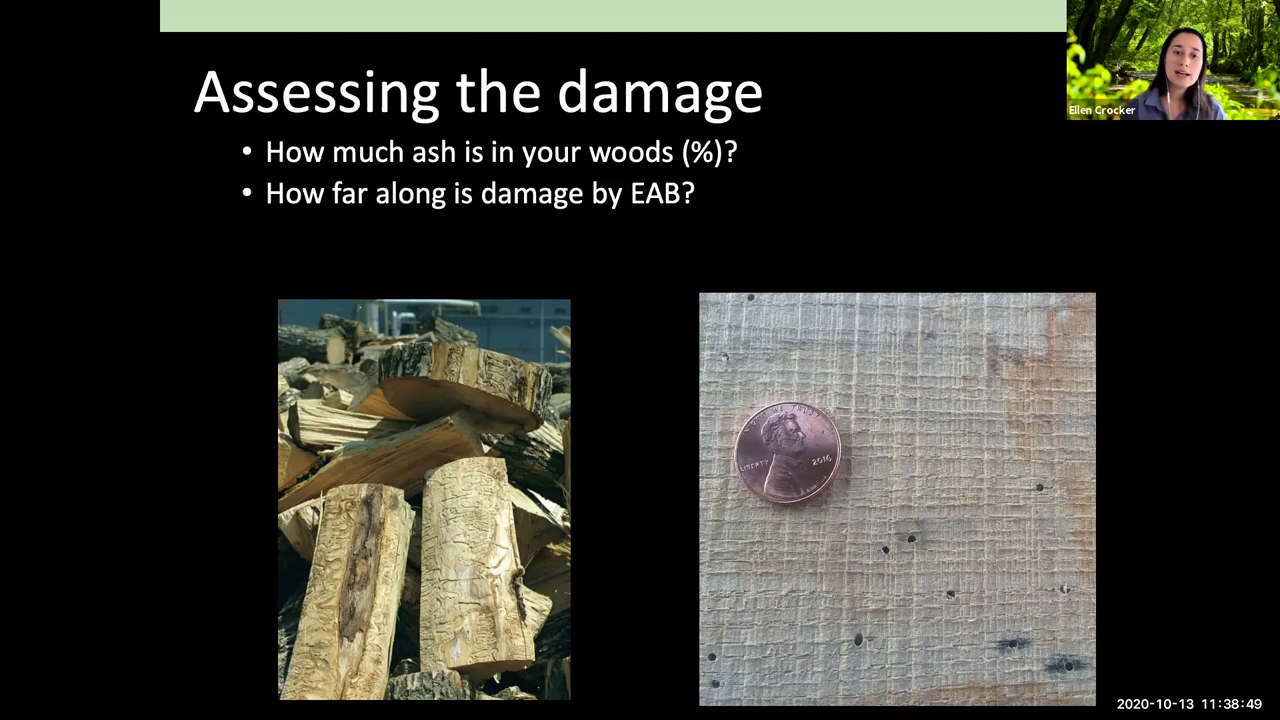 Ellen Crocker
Assessing the damage
• How much ash is in your woods (%)?
• How far along is damage by EAB?
LIBERTY
2016
2020-10-13 11:38:49